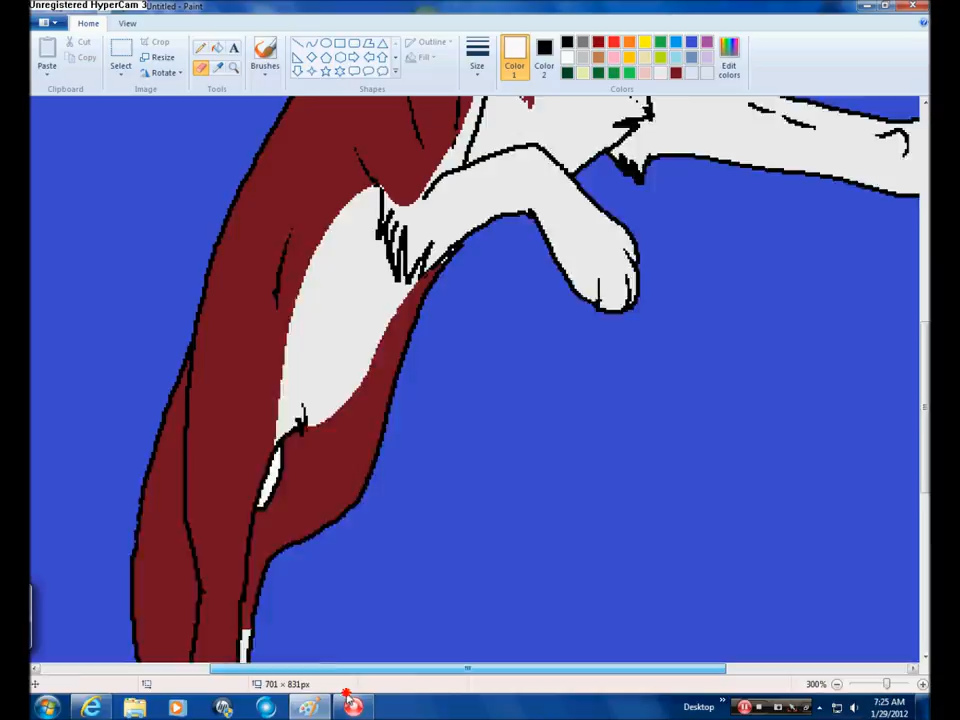 Unregistered HyperCam 3
Untitled - Paint
Home View
Paste
Cut
Copy
Clipboard
Select
Crop
Resize
Rotate
Image
A
Tools
Brushes
Outline
Fill
Shapes
Size
Color 1
Color 2
Edit colors
Colors
701 × 831px
300%
Desktop
7:25 AM
1/29/2012